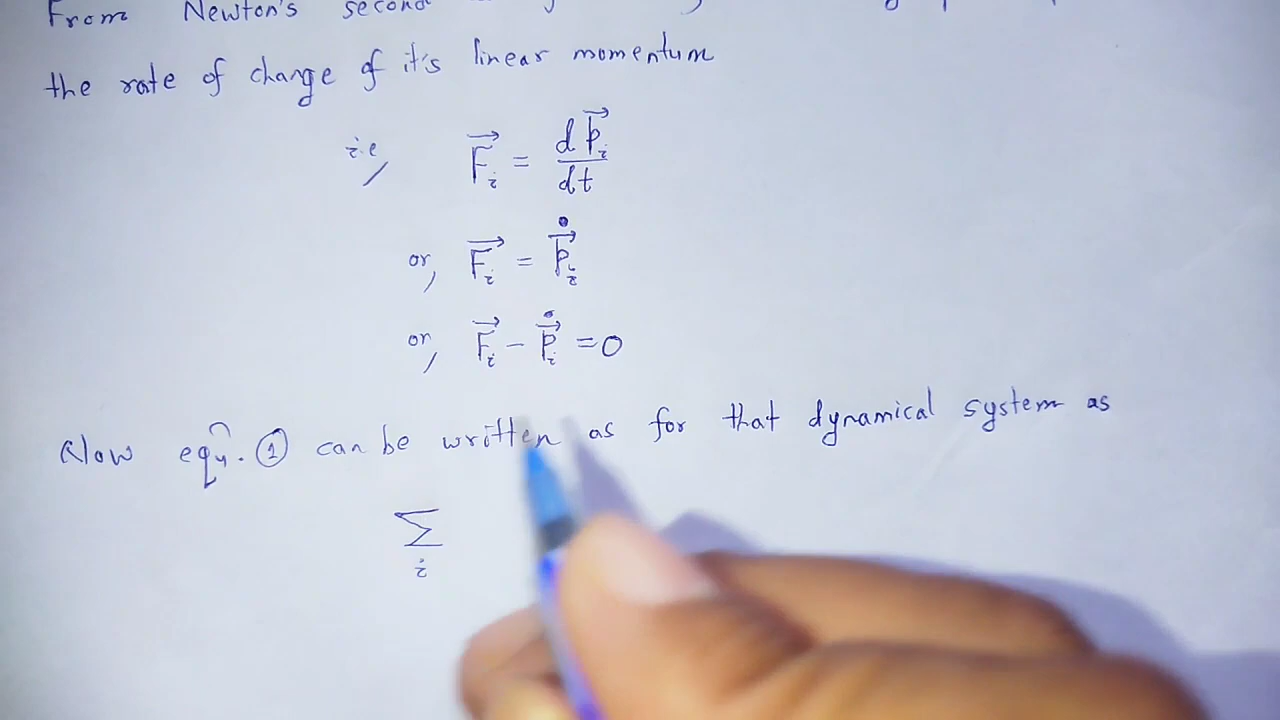 From Newton's second
the rate of change of it's linear momentum
i.e, F⃗ᵢ = dp⃗ᵢ/dt
or, F⃗ᵢ = ṗ⃗ᵢ
or, F⃗ᵢ - ṗ⃗ᵢ = 0
Now eqⁿ. ① can be written as for that dynamical system as
∑ᵢ